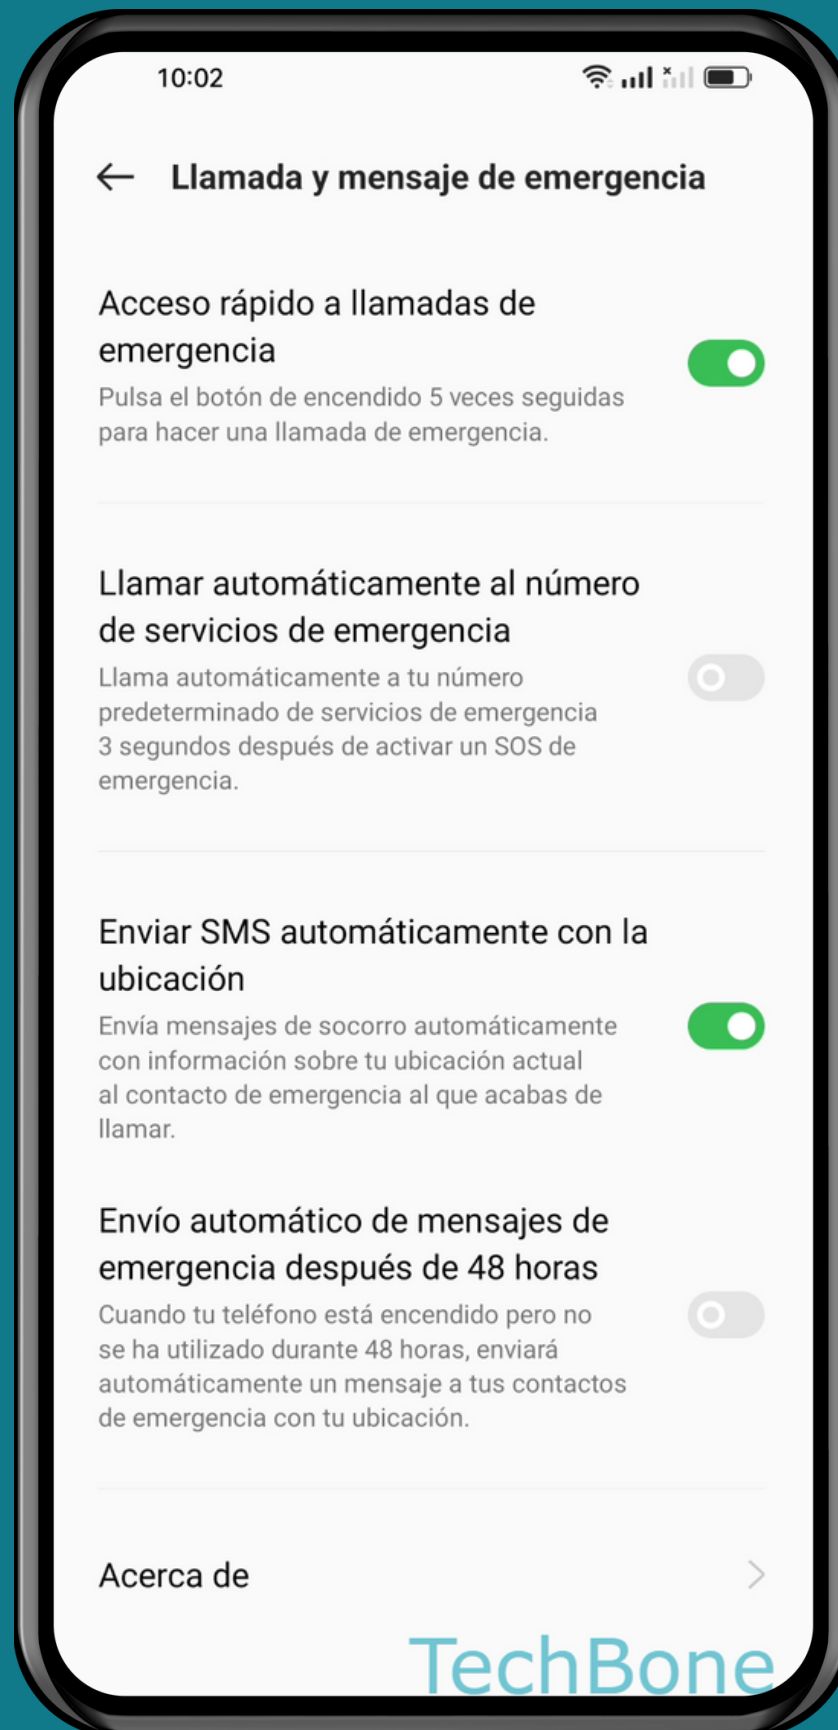 10:02
Llamada y mensaje de emergencia
Acceso rápido a llamadas de
emergencia
Pulsa el botón de encendido 5 veces seguidas
para hacer una llamada de emergencia.
Llamar automáticamente al número
de servicios de emergencia
Llama automáticamente a tu número
predeterminado de servicios de emergencia
3 segundos después de activar un SOS de
emergencia.
Enviar SMS automáticamente con la
ubicación
Envía mensajes de socorro automáticamente
con información sobre tu ubicación actual
al contacto de emergencia al que acabas de
llamar.
Envío automático de mensajes de
emergencia después de 48 horas
Cuando tu teléfono está encendido pero no
se ha utilizado durante 48 horas, enviará
automáticamente un mensaje a tus contactos
de emergencia con tu ubicación.
Acerca de
TechBone